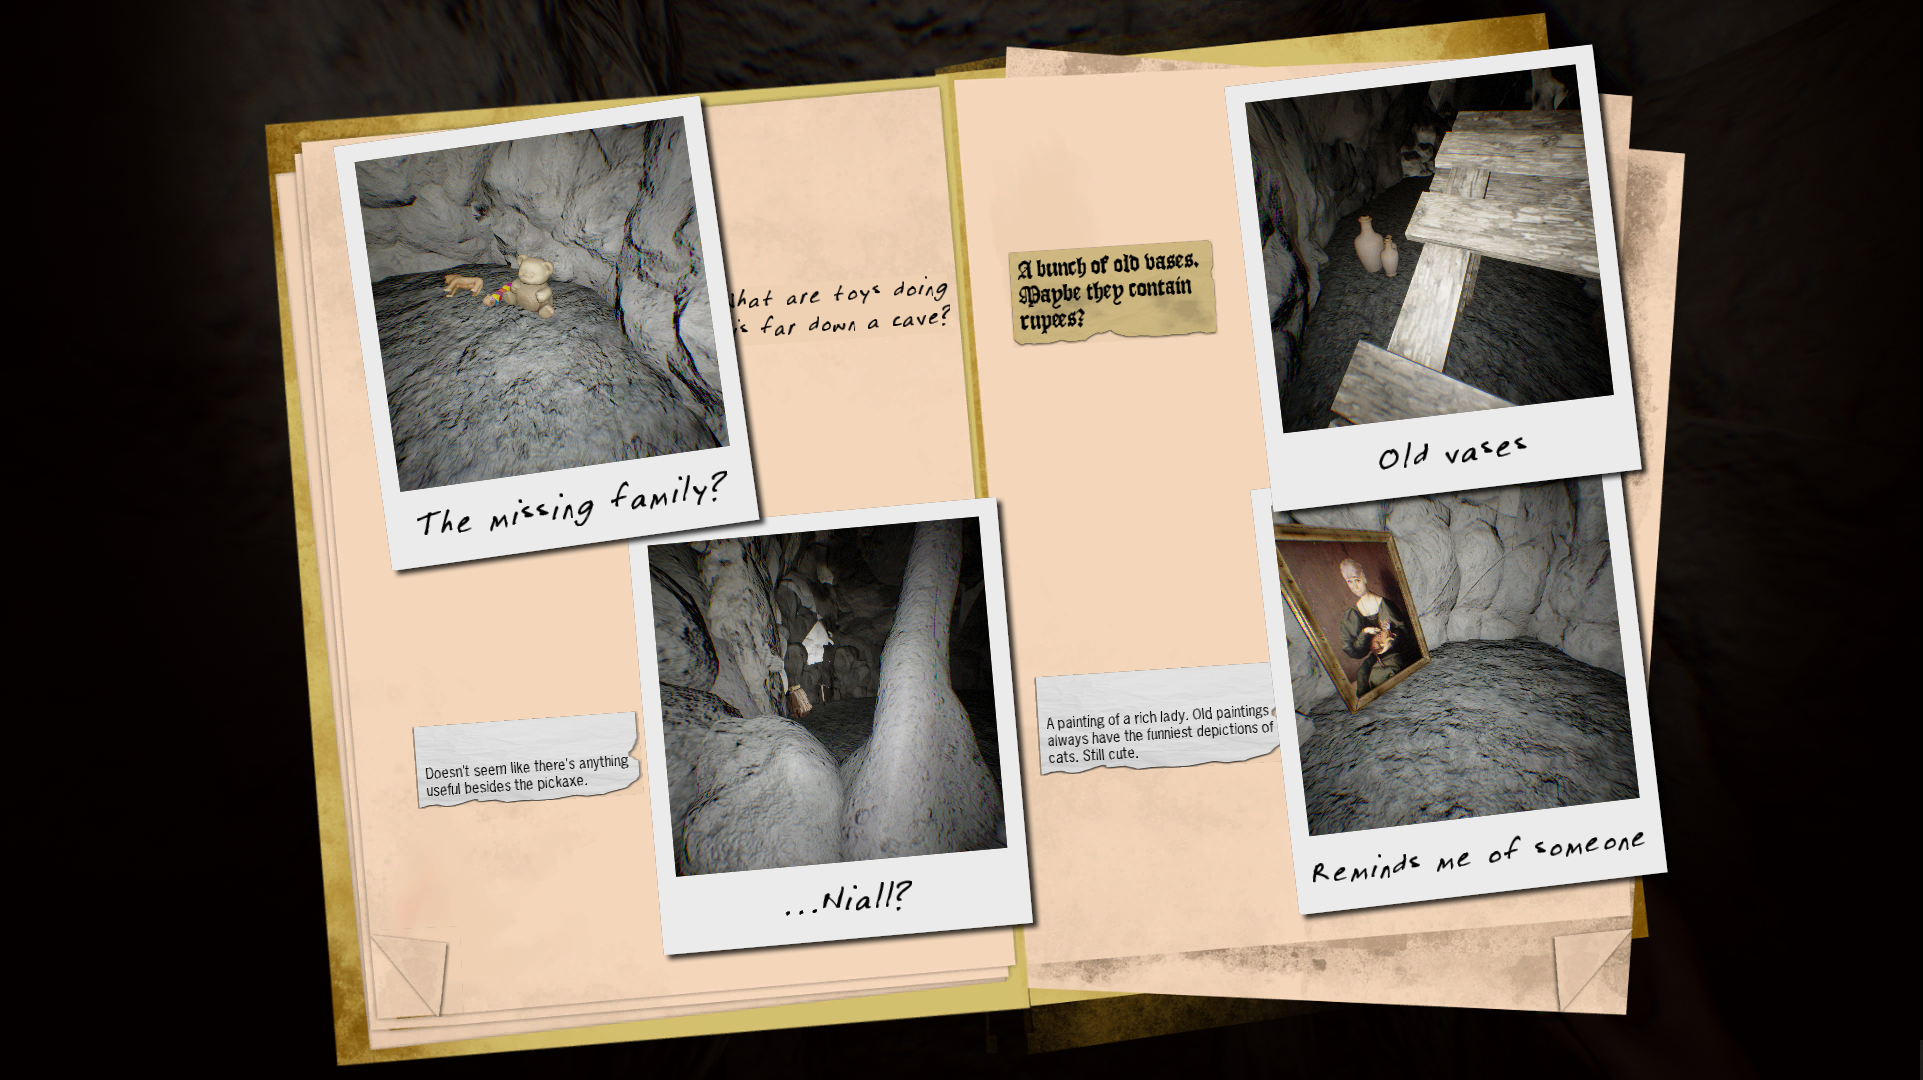 hat are toys doing
is far down a cave?
The missing family?
Doesn't seem like there's anything
useful besides the pickaxe.
...Niall?
A bunch of old vases.
Maybe they contain
rupees?
Old vases
A painting of a rich lady. Old paintings
always have the funniest depictions of
cats. Still cute.
Reminds me of someone